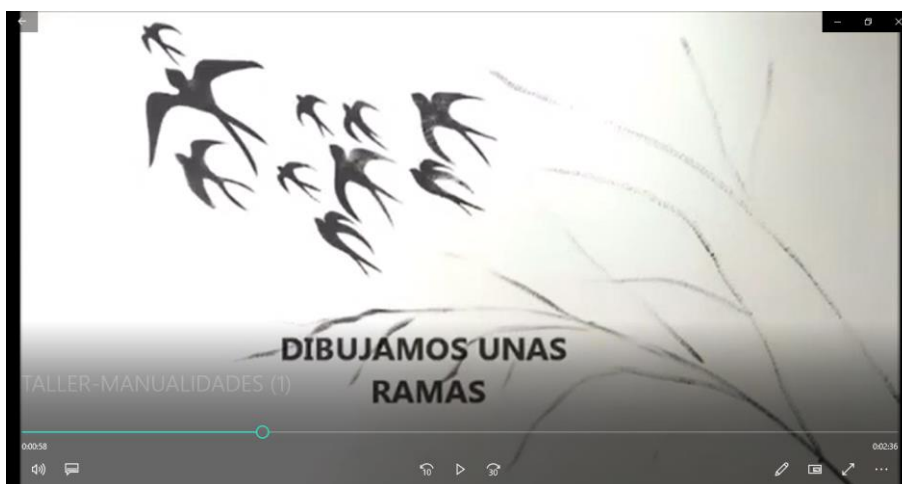 DIBUJAMOS UNAS
RAMAS
TALLER-MANUALIDADES (1)
0:00:58
0:02:36
10
30